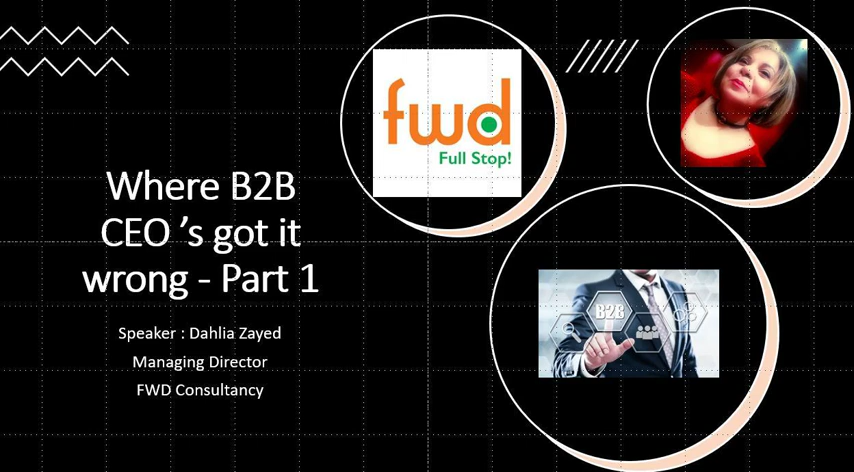 fwd
Full Stop!
Where B2B
CEO ’s got it
wrong - Part 1
Speaker : Dahlia Zayed
Managing Director
FWD Consultancy
B2B